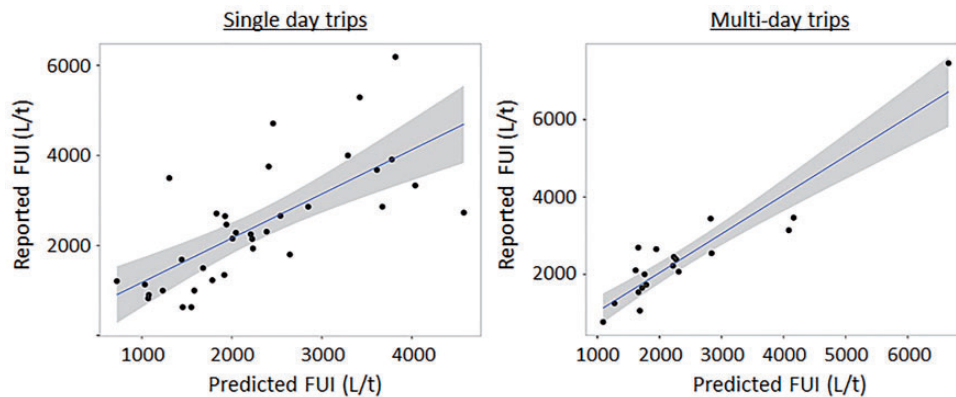 Single day trips
Multi-day trips
Reported FUI (L/t)
6000
4000
2000
1000
2000
3000
4000
Predicted FUI (L/t)
Reported FUI (L/t)
6000
4000
2000
1000
2000
3000
4000
5000
6000
Predicted FUI (L/t)